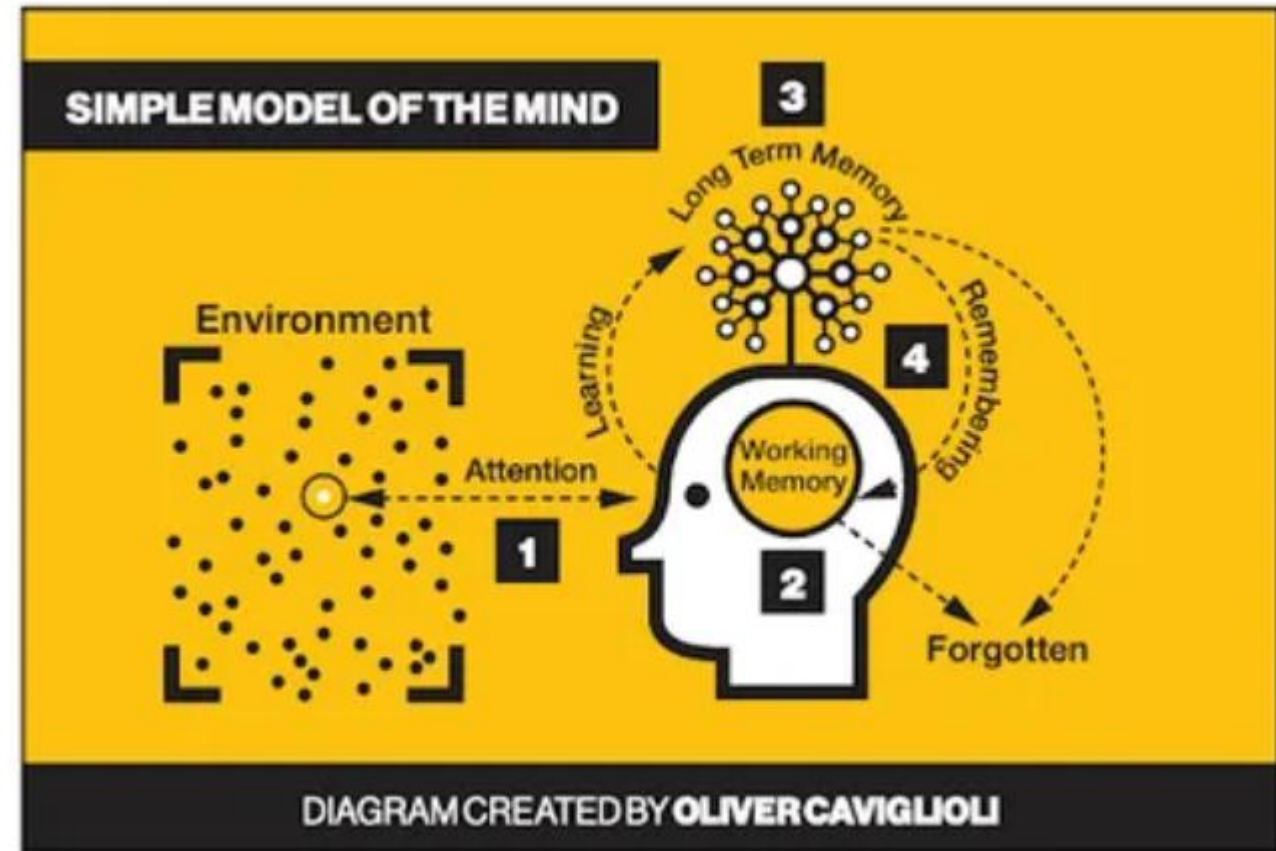 SIMPLE MODEL OF THE MIND
3
Long Term Memory
Environment
Learning
4
Remembering
Attention
Working
Memory
1
2
Forgotten
DIAGRAM CREATED BY OLIVER CAVIGLIOLI